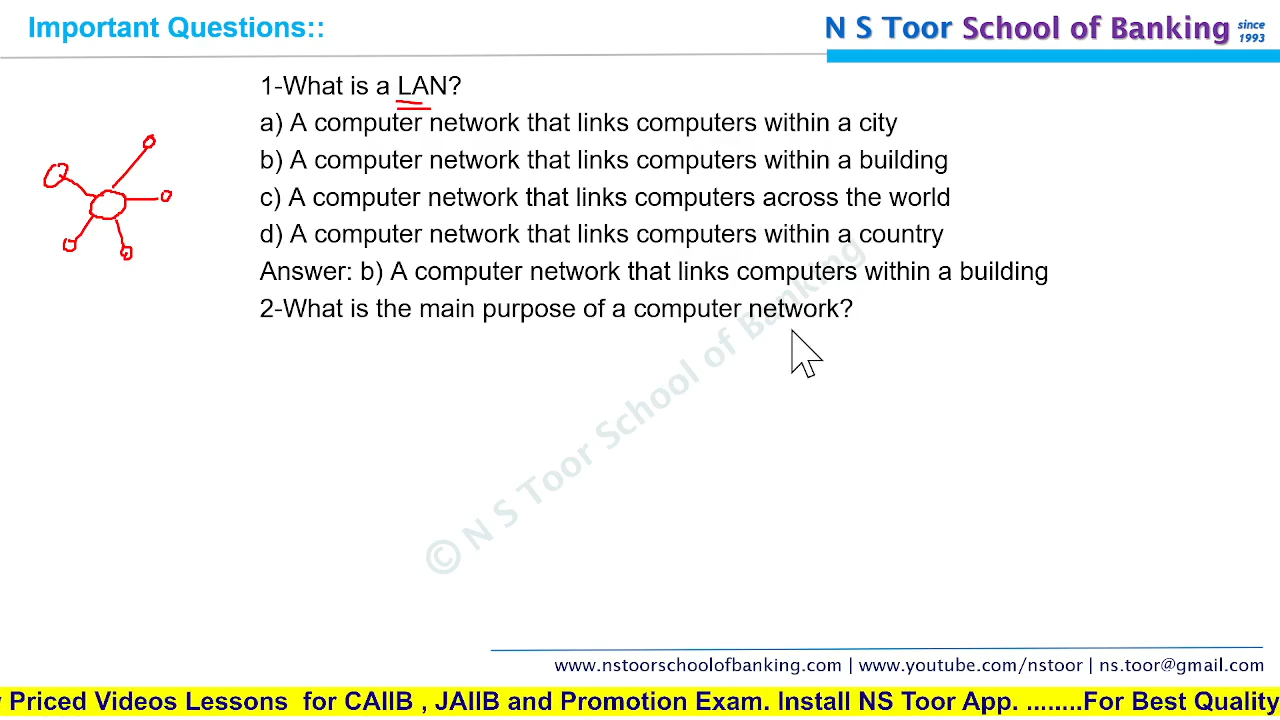 Important Questions::
N S Toor School of Banking since 1993
1-What is a LAN?
a) A computer network that links computers within a city
b) A computer network that links computers within a building
c) A computer network that links computers across the world
d) A computer network that links computers within a country
Answer: b) A computer network that links computers within a building
2-What is the main purpose of a computer network?
© N S Toor School of Banking
www.nstoorschoolofbanking.com | www.youtube.com/nstoor | ns.toor@gmail.com
Priced Videos Lessons for CAIIB , JAIIB and Promotion Exam. Install NS Toor App. ........For Best Quality